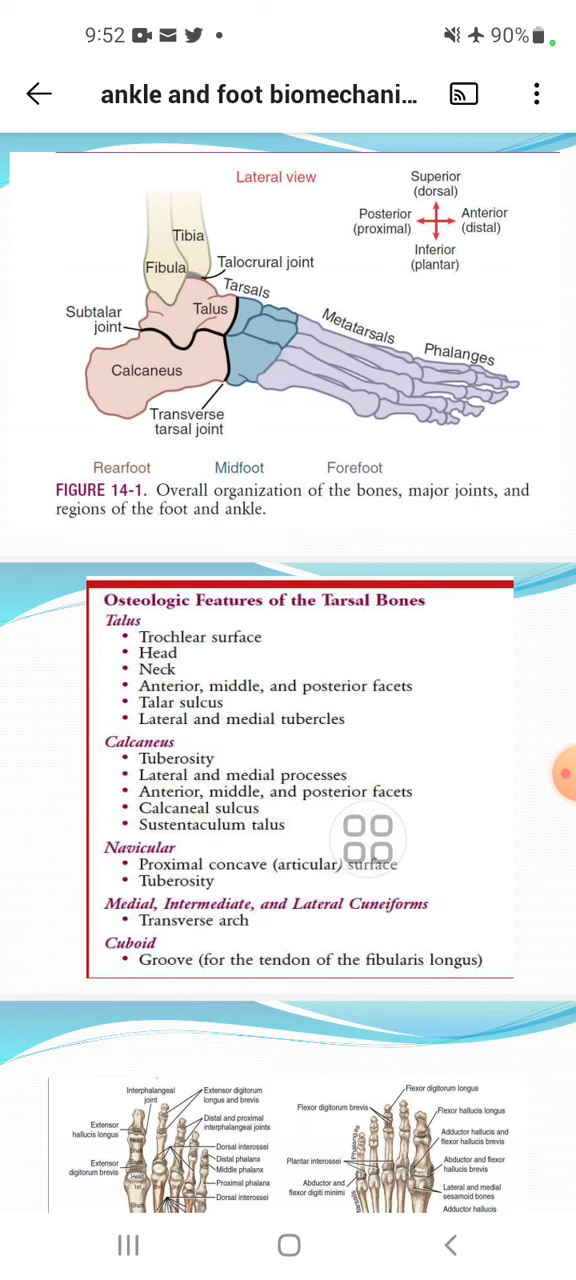 9:52
90%
ankle and foot biomechani...
Lateral view
Superior
(dorsal)
Posterior
(proximal)
Anterior
(distal)
Inferior
(plantar)
Tibia
Fibula
Talocrural joint
Tarsals
Talus
Subtalar
joint
Metatarsals
Phalanges
Calcaneus
Transverse
tarsal joint
Rearfoot Midfoot Forefoot
FIGURE 14-1. Overall organization of the bones, major joints, and
regions of the foot and ankle.
Osteologic Features of the Tarsal Bones
Talus
• Trochlear surface
• Head
• Neck
• Anterior, middle, and posterior facets
• Talar sulcus
• Lateral and medial tubercles
Calcaneus
• Tuberosity
• Lateral and medial processes
• Anterior, middle, and posterior facets
• Calcaneal sulcus
• Sustentaculum talus
Navicular
• Proximal concave (articular) surface
• Tuberosity
Medial, Intermediate, and Lateral Cuneiforms
• Transverse arch
Cuboid
• Groove (for the tendon of the fibularis longus)
Interphalangeal
joint
Extensor digitorum
longus and brevis
Extensor
hallucis longus
Distal and proximal
interphalangeal joints
Dorsal interossei
Distal phalanx
Middle phalanx
Extensor
digitorum brevis
Proximal phalanx
Dorsal interossei
Head
1st
Shaft
Flexor digitorum longus
Flexor digitorum brevis
Flexor hallucis longus
Phalanges
Adductor hallucis and
flexor hallucis brevis
Plantar interossei
Abductor and flexor
hallucis brevis
Abductor and
flexor digiti minimi
Lateral and medial
sesamoid bones
Adductor hallucis